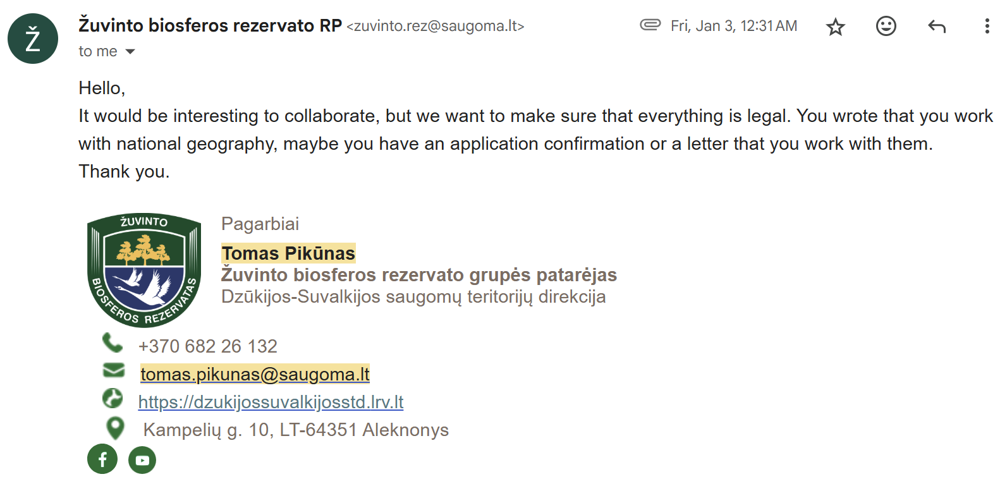 Ž
Žuvinto biosferos rezervato RP <zuvinto.rez@saugoma.lt>
Fri, Jan 3, 12:31 AM
to me
Hello,
It would be interesting to collaborate, but we want to make sure that everything is legal. You wrote that you work
with national geography, maybe you have an application confirmation or a letter that you work with them.
Thank you.
ŽUVINTO
BIOSFEROS REZERVATAS
Pagarbiai
Tomas Pikūnas
Žuvinto biosferos rezervato grupės patarėjas
Dzūkijos-Suvalkijos saugomų teritorijų direkcija
+370 682 26 132
tomas.pikunas@saugoma.lt
https://dzukijossuvalkijosstd.lrv.lt
Kampelių g. 10, LT-64351 Aleknonys